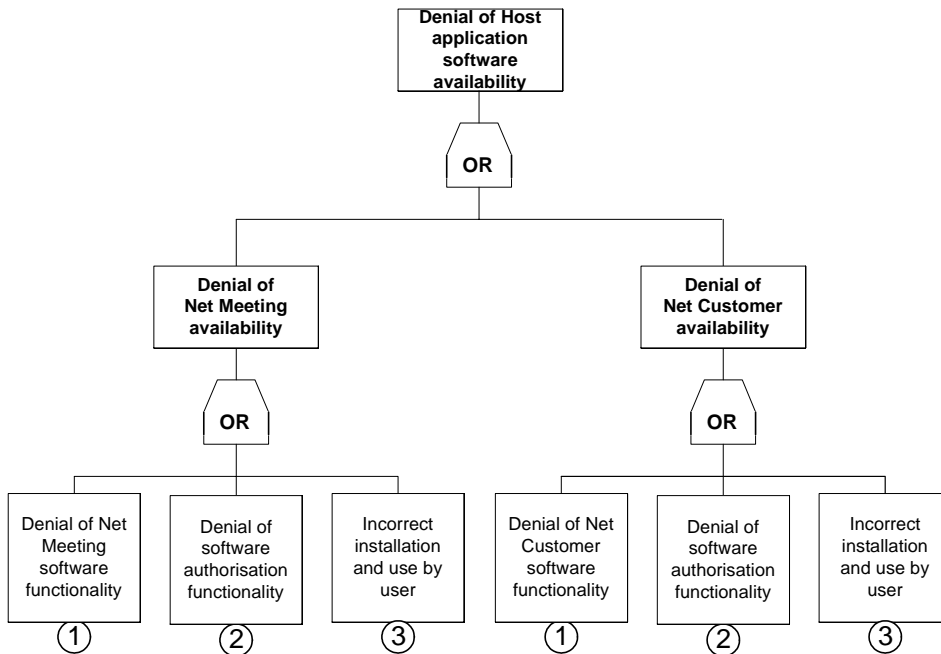 Denial of Host
application
software
availability
OR
Denial of
Net Meeting
availability
Denial of
Net Customer
availability
OR
OR
Denial of Net
Meeting
software
functionality
1
Denial of
software
authorisation
functionality
2
Incorrect
installation
and use by
user
3
Denial of Net
Customer
software
functionality
1
Denial of
software
authorisation
functionality
2
Incorrect
installation
and use by
user
3